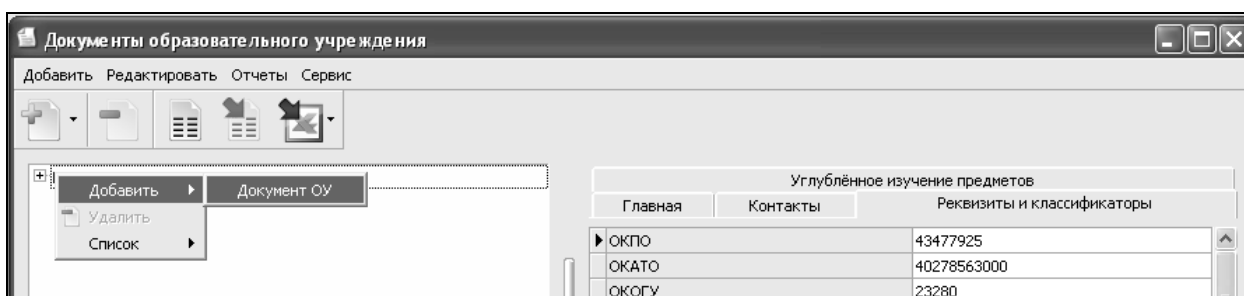 Документы образовательного учреждения
Добавить Редактировать Отчеты Сервис
Добавить
Документ ОУ
Удалить
Список
Углублённое изучение предметов
Главная Контакты Реквизиты и классификаторы
ОКПО 43477925
ОКАТО 40278563000
ОКОГУ 23280